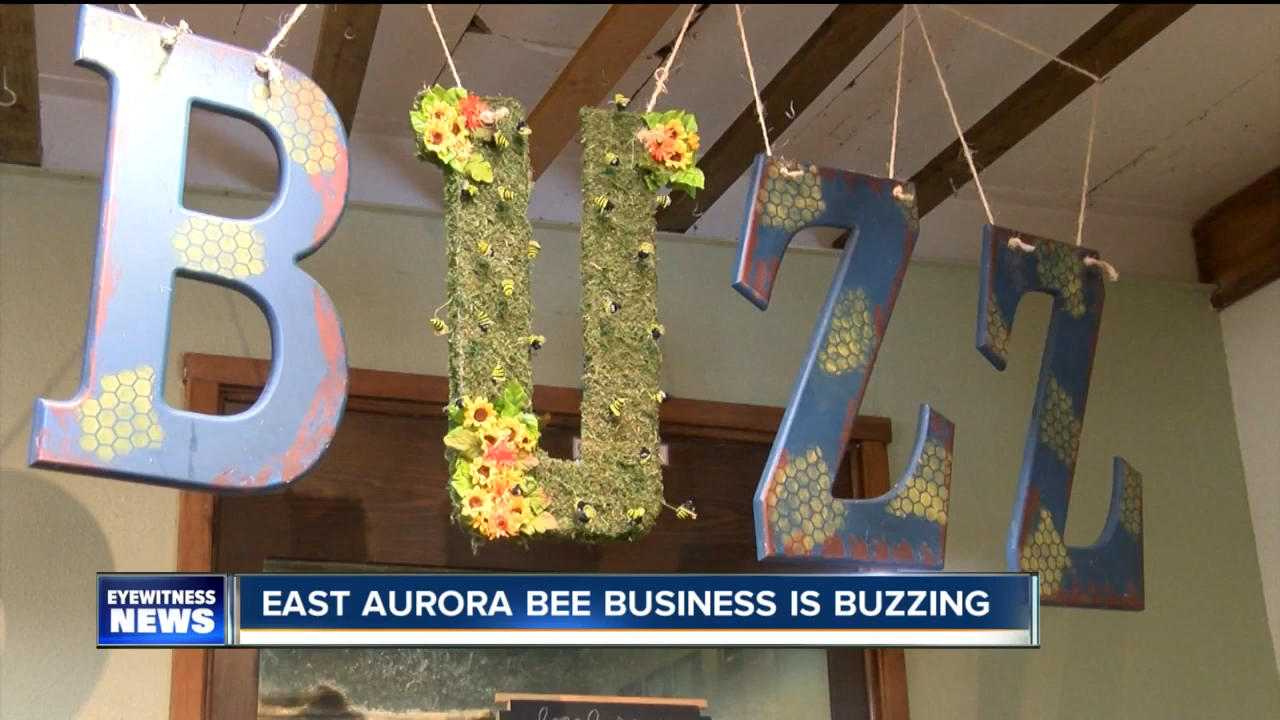 BUZZ
EYEWITNESS
NEWS
EAST AURORA BEE BUSINESS IS BUZZING